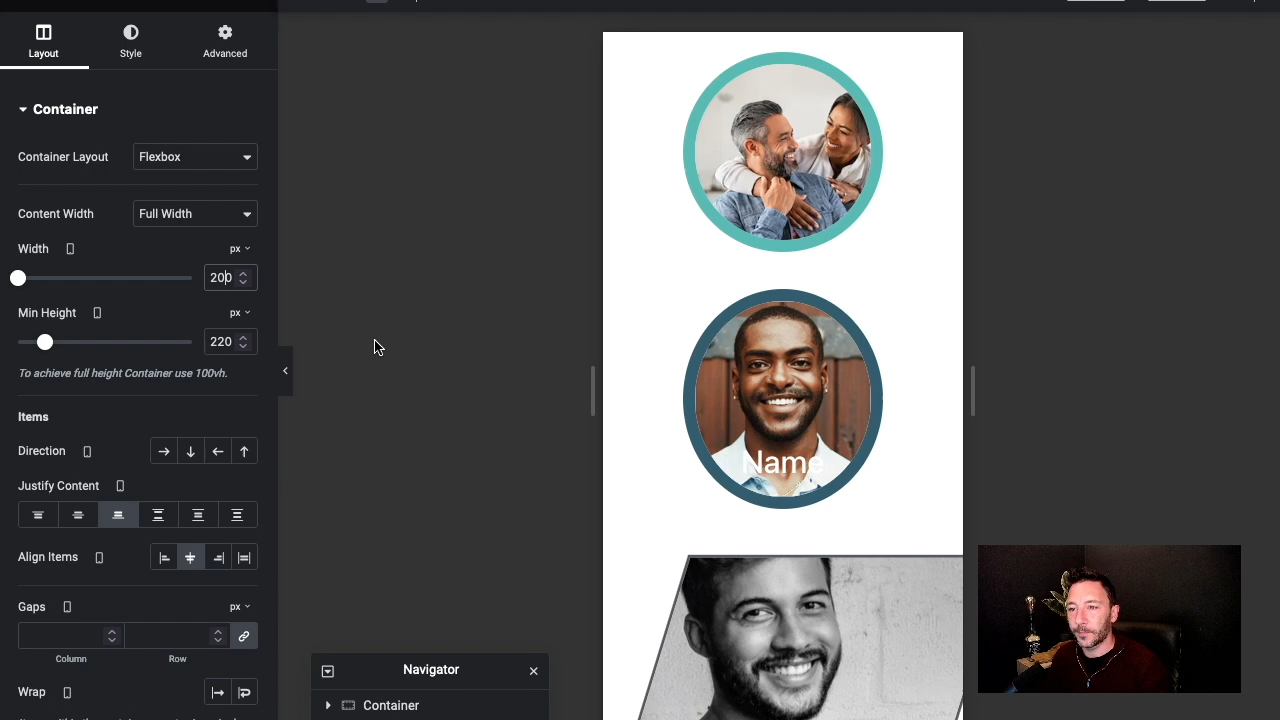 Layout
Style
Advanced
Container
Container Layout
Flexbox
Content Width
Full Width
Width
px
200
Min Height
px
220
To achieve full height Container use 100vh.
Items
Direction
Justify Content
Align Items
Gaps
px
Column
Row
Wrap
Name
Navigator
Container